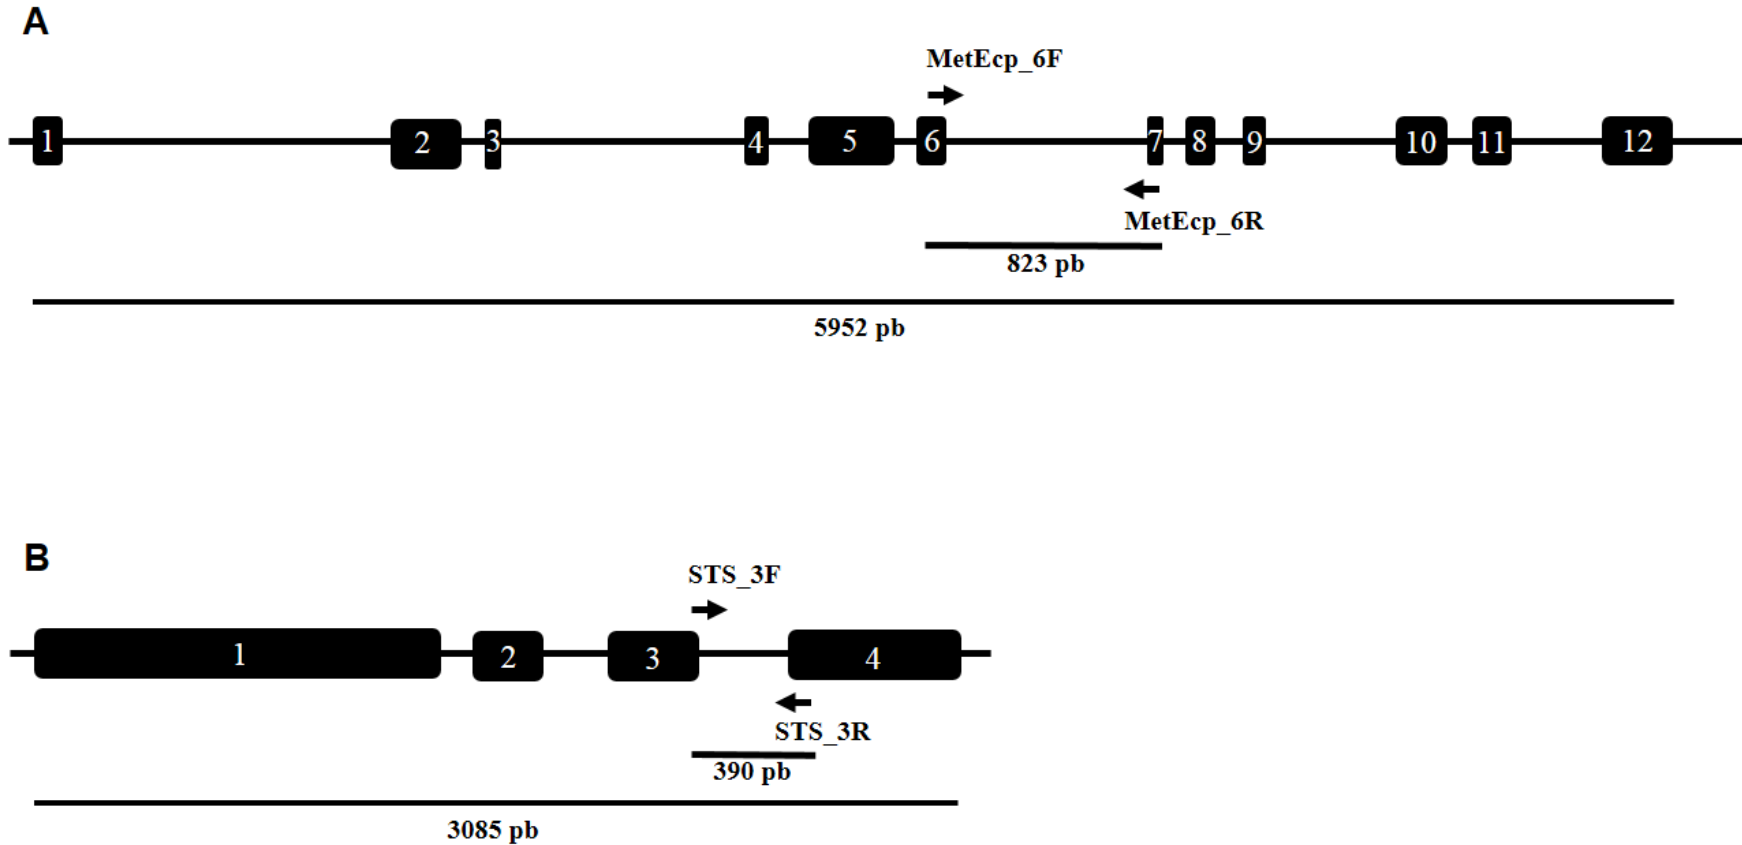 A
MetEcp_6F
1 2 3 4 5 6 7 8 9 10 11 12
MetEcp_6R
823 pb
5952 pb
B
STS_3F
1 2 3 4
STS_3R
390 pb
3085 pb